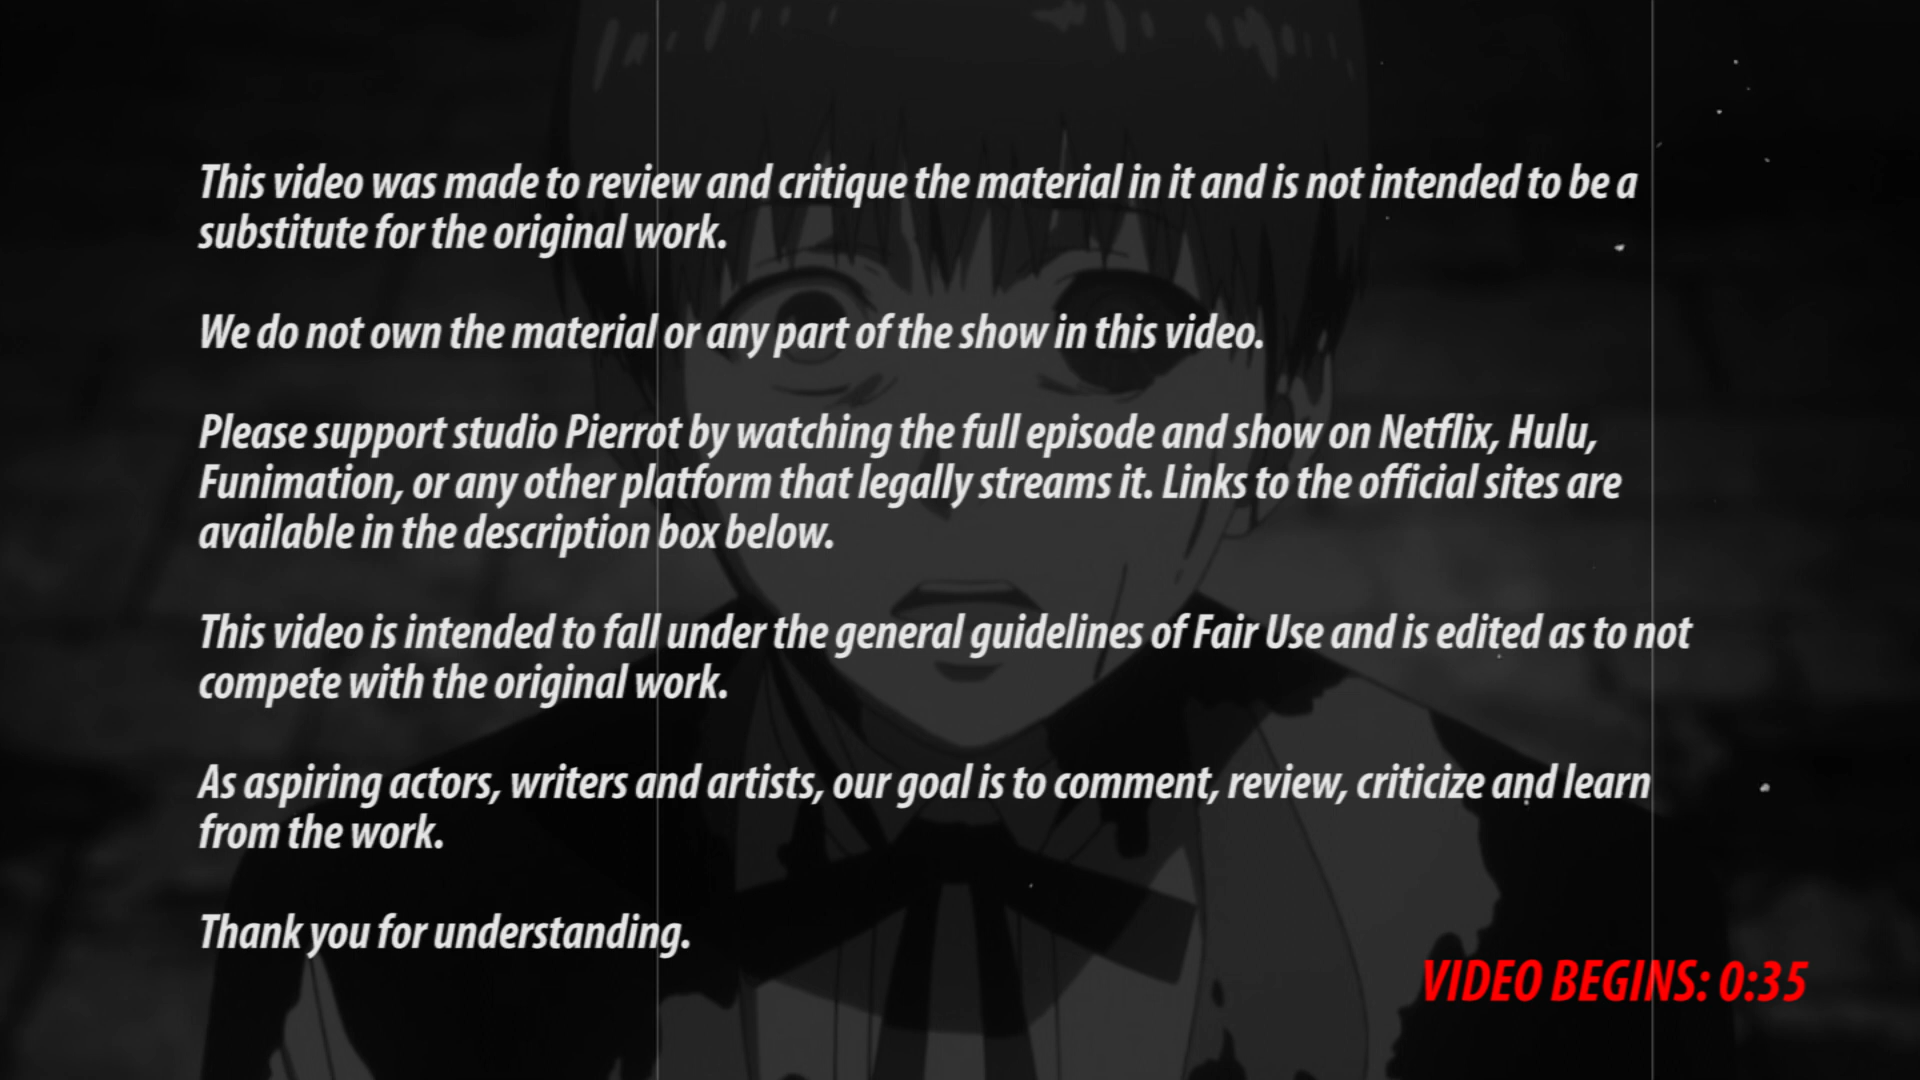 This video was made to review and critique the material in it and is not intended to be a
substitute for the original work.
We do not own the material or any part of the show in this video.
Please support studio Pierrot by watching the full episode and show on Netflix, Hulu,
Funimation, or any other platform that legally streams it. Links to the official sites are
available in the description box below.
This video is intended to fall under the general guidelines of Fair Use and is edited as to not
compete with the original work.
As aspiring actors, writers and artists, our goal is to comment, review, criticize and learn
from the work.
Thank you for understanding.
VIDEO BEGINS: 0:35